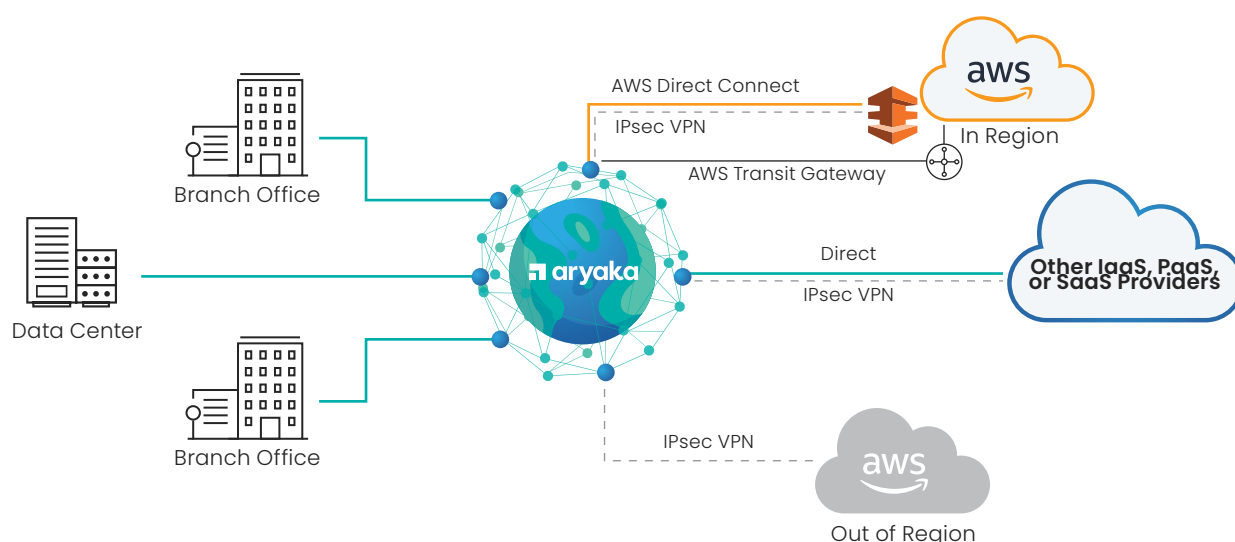 aws
AWS Direct Connect
IPsec VPN
In Region
AWS Transit Gateway
Branch Office
Data Center
aryaka
Direct
IPsec VPN
Other IaaS, PaaS,
or SaaS Providers
Branch Office
IPsec VPN
aws
Out of Region